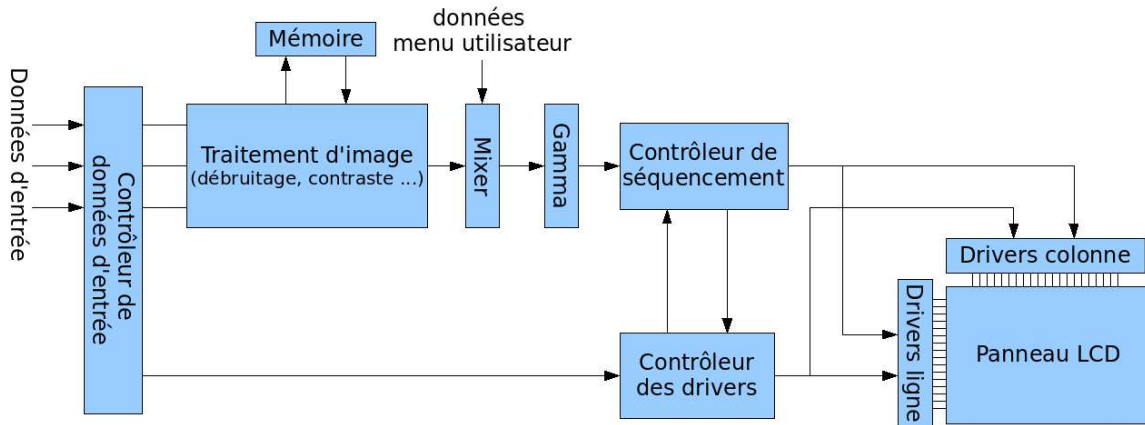 Données d'entrée
Contrôleur de
données d'entrée
Mémoire
Traitement d'image
(débruitage, contraste ...)
données
menu utilisateur
Mixer
Gamma
Contrôleur de
séquencement
Contrôleur
des drivers
Drivers colonne
Drivers ligne
Panneau LCD